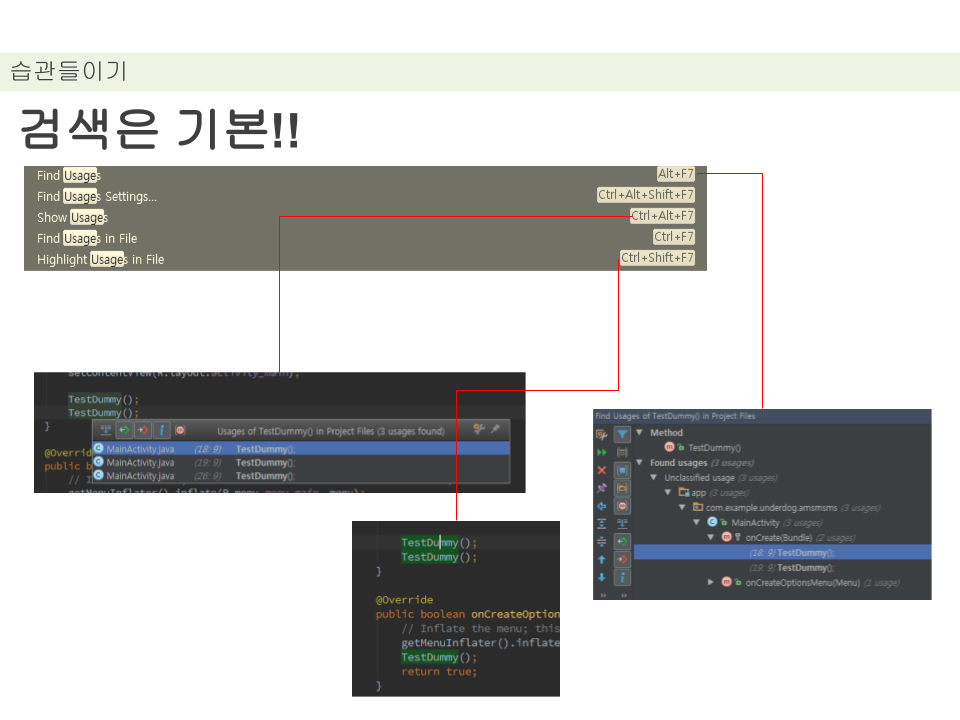 습관들이기
검색은 기본!!
Find Usages Alt+F7
Find Usages Settings... Ctrl+Alt+Shift+F7
Show Usages Ctrl+Alt+F7
Find Usages in File Ctrl+F7
Highlight Usages in File Ctrl+Shift+F7
setContentView(R.layout.activity_main);
TestDummy();
TestDummy();
}
Usages of TestDummy() in Project Files (3 usages found)
@Overrid
MainActivity.java (18: 9) TestDummy();
public b
MainActivity.java (19: 9) TestDummy();
MainActivity.java (26: 9) TestDummy();
getMenuInflater().inflate(R.menu.menu_main, menu);
Find Usages of TestDummy() in Project Files
Method
TestDummy()
Found usages (3 usages)
Unclassified usage (3 usages)
app (3 usages)
com.example.underdog.amsmsms (3 usages)
MainActivity (3 usages)
onCreate(Bundle) (2 usages)
(18: 9) TestDummy();
(19: 9) TestDummy();
onCreateOptionsMenu(Menu) (1 usage)
TestDummy();
TestDummy();
}
@Override
public boolean onCreateOption
// Inflate the menu; this
getMenuInflater().inflate
TestDummy();
return true;
}